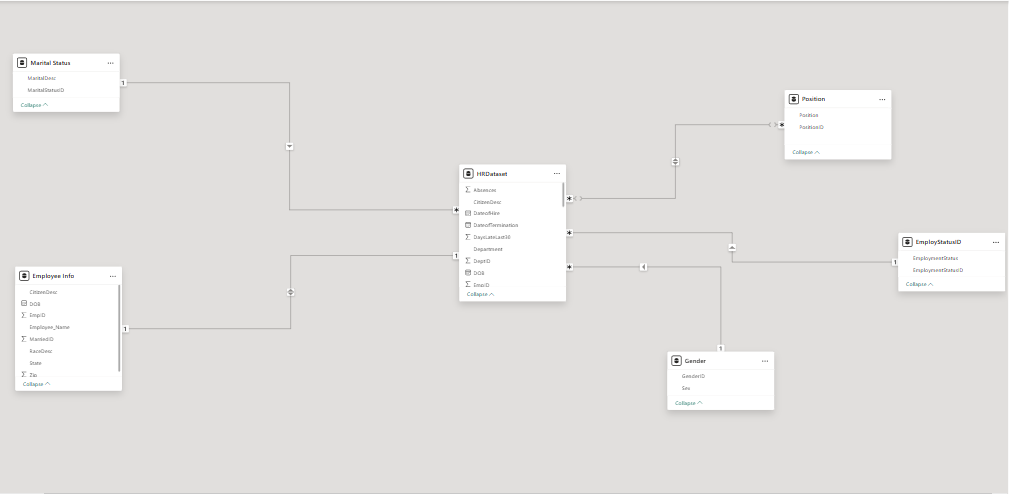 Marital Status
MaritalDesc
MaritalStatusID
Collapse
1
Employee Info
CitizenDesc
DOB
EmpID
Employee_Name
MarriedID
RaceDesc
State
Zip
Collapse
1
HRDataset
Absences
CitizenDesc
DateofHire
DateofTermination
DaysLateLast30
Department
DeptID
DOB
EmpID
Collapse
*
1
*
*
*
Position
Position
PositionID
Collapse
*
EmployStatusID
EmploymentStatus
EmploymentStatusID
Collapse
1
Gender
GenderID
Sex
Collapse
1